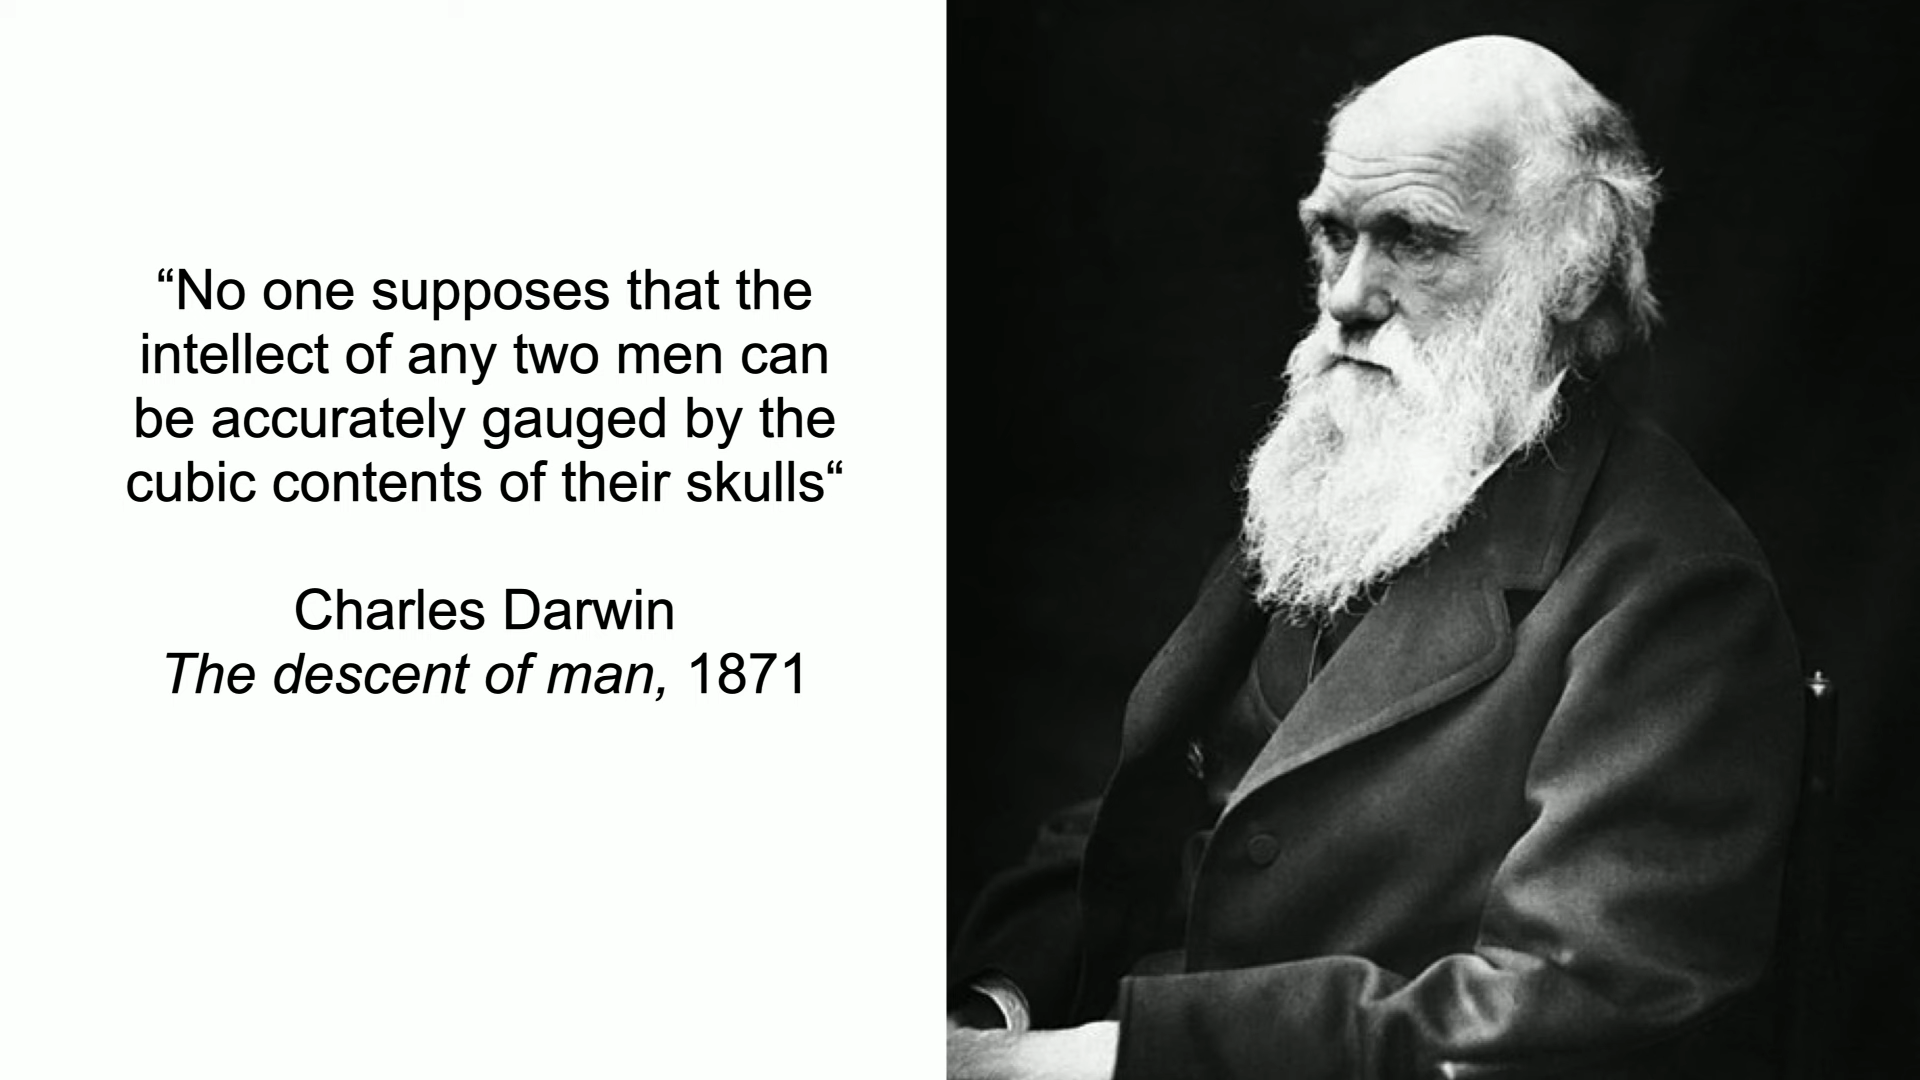 “No one supposes that the
intellect of any two men can
be accurately gauged by the
cubic contents of their skulls“
Charles Darwin
The descent of man, 1871